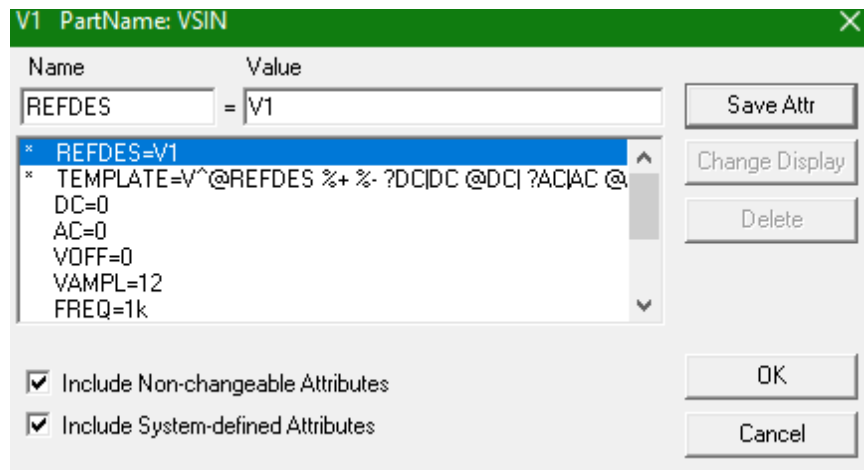 V1 PartName: VSIN
Name Value
REFDES = V1
Save Attr
* REFDES=V1
Change Display
* TEMPLATE=V^@REFDES %+ %- ?DC|DC @DC| ?AC|AC @
DC=0
Delete
AC=0
VOFF=0
VAMPL=12
FREQ=1k
Include Non-changeable Attributes
OK
Include System-defined Attributes
Cancel